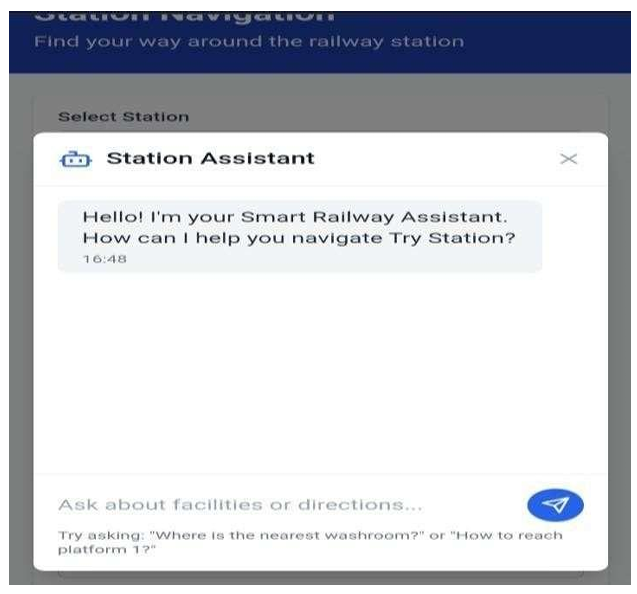 Station Navigation
Find your way around the railway station
Select Station
Station Assistant
Hello! I'm your Smart Railway Assistant.
How can I help you navigate Try Station?
16:48
Ask about facilities or directions...
Try asking: "Where is the nearest washroom?" or "How to reach
platform 1?"